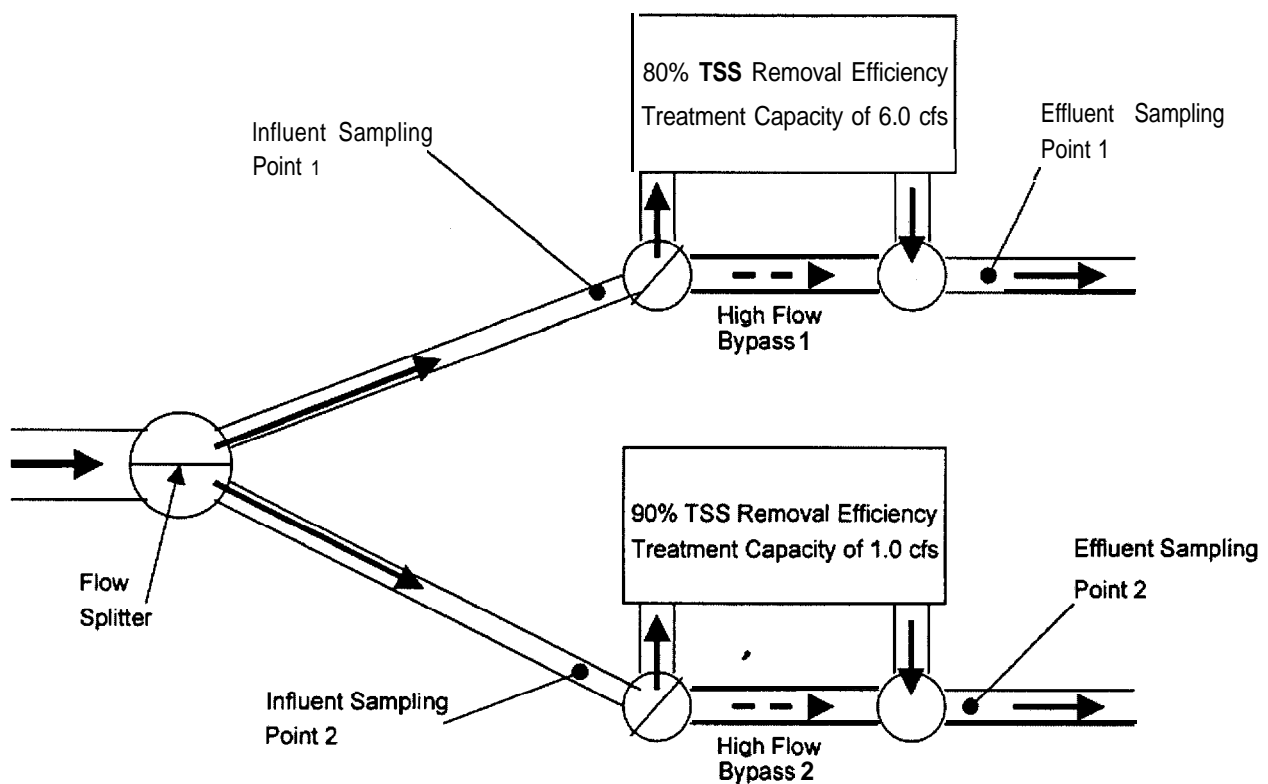 80% TSS Removal Efficiency
Treatment Capacity of 6.0 cfs
Influent Sampling
Point 1
Effluent Sampling
Point 1
High Flow
Bypass 1
Flow
Splitter
90% TSS Removal Efficiency
Treatment Capacity of 1.0 cfs
Effluent Sampling
Point 2
Influent Sampling
Point 2
High Flow
Bypass 2